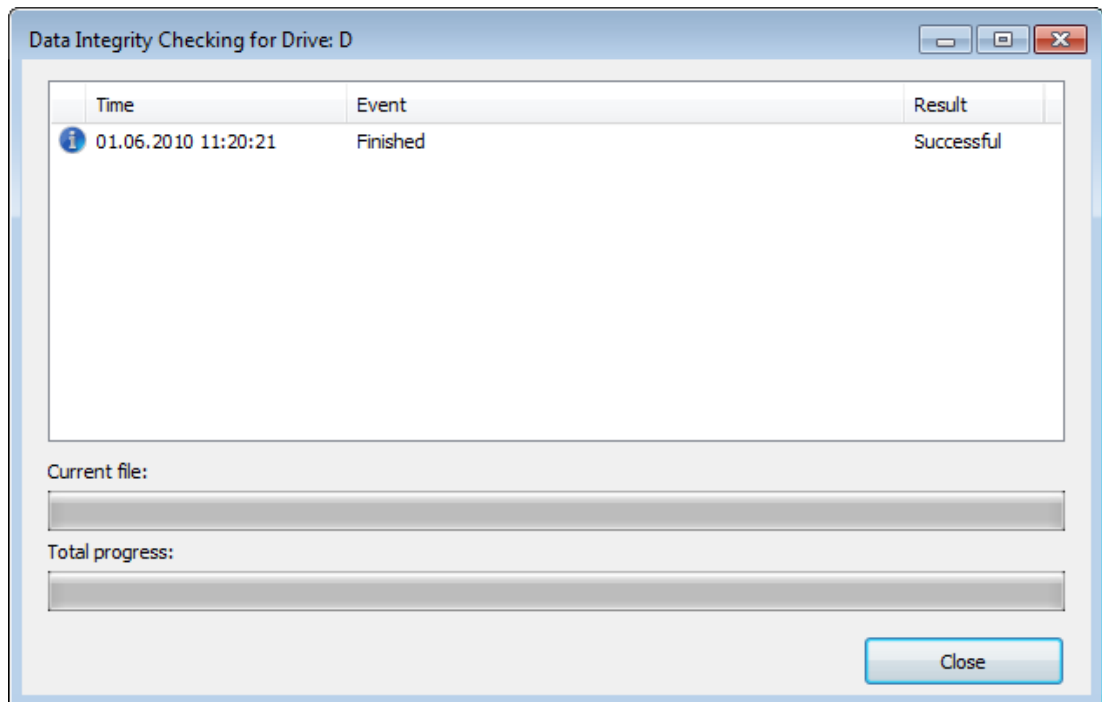 Data Integrity Checking for Drive: D
Time Event Result
01.06.2010 11:20:21 Finished Successful
Current file:
Total progress:
Close